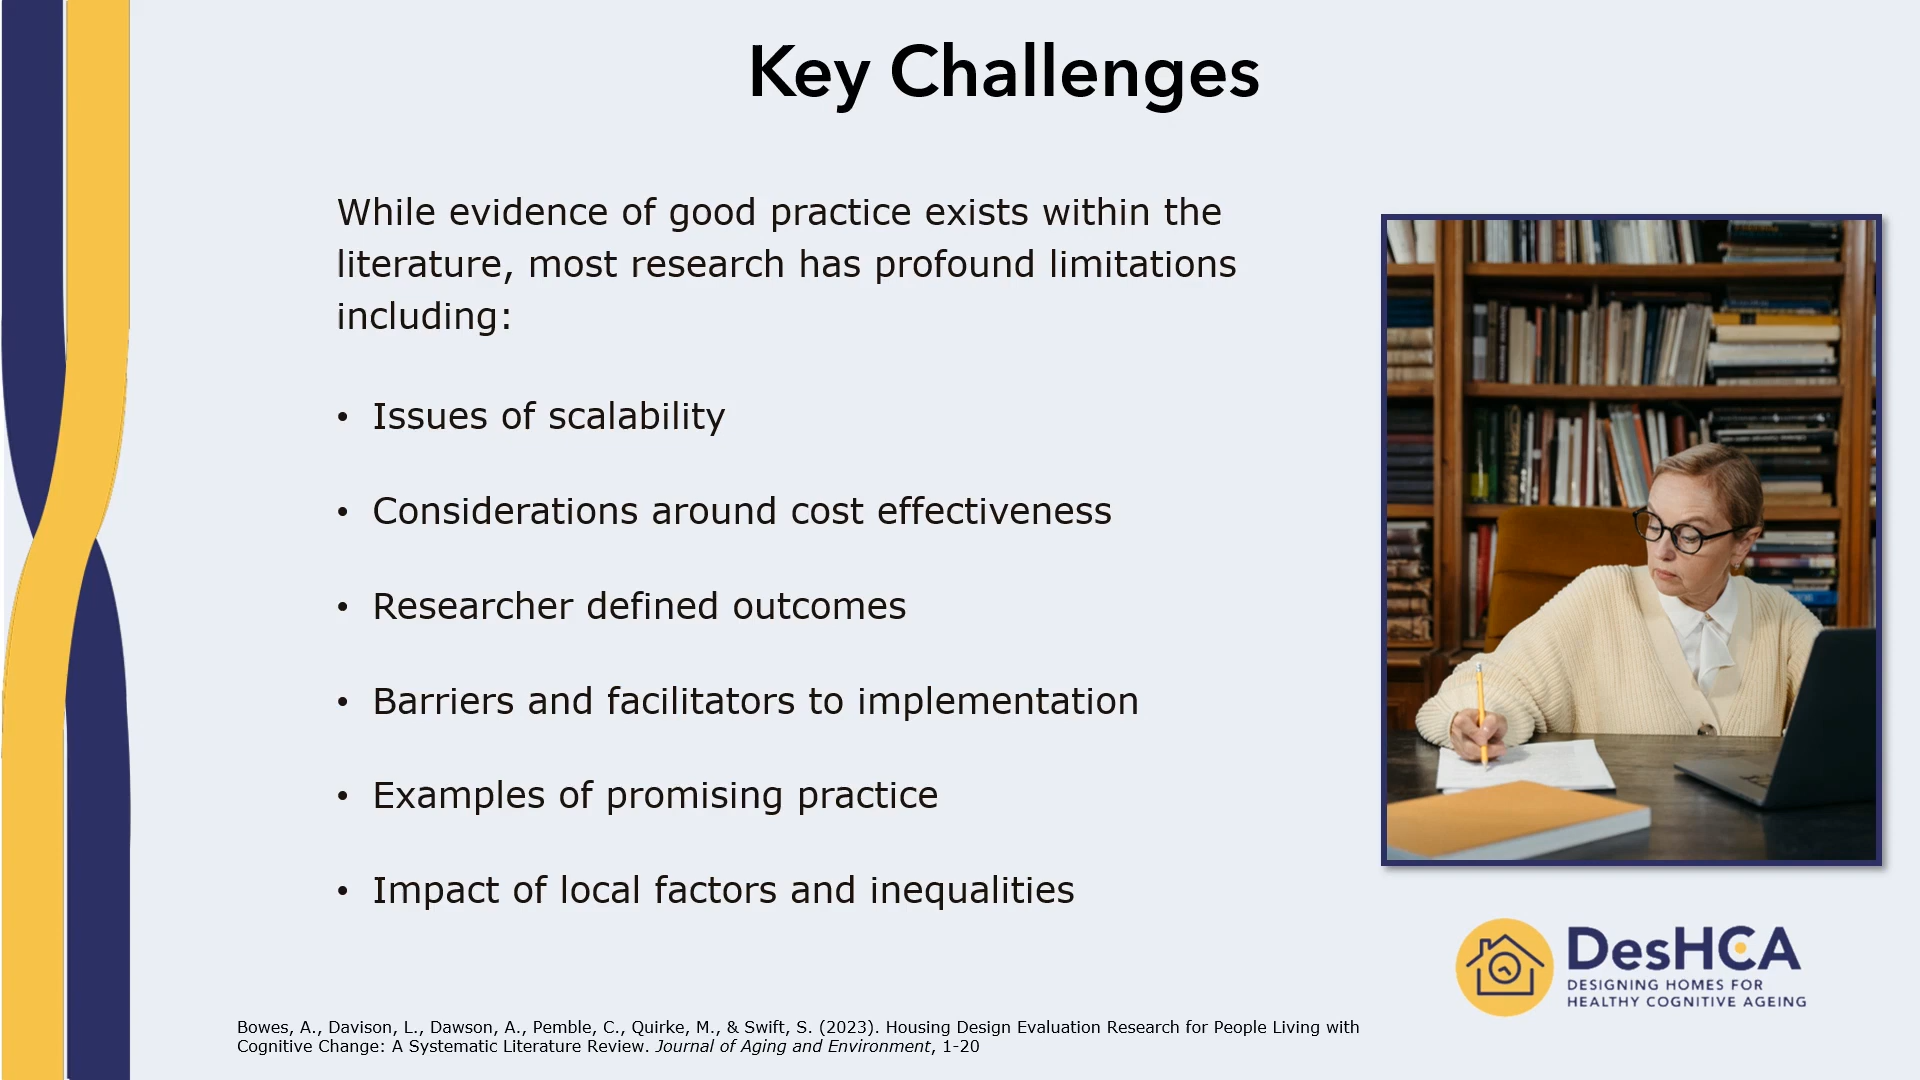 Key Challenges
While evidence of good practice exists within the
literature, most research has profound limitations
including:
• Issues of scalability
• Considerations around cost effectiveness
• Researcher defined outcomes
• Barriers and facilitators to implementation
• Examples of promising practice
• Impact of local factors and inequalities
DesHCA
DESIGNING HOMES FOR
HEALTHY COGNITIVE AGEING
Bowes, A., Davison, L., Dawson, A., Pemble, C., Quirke, M., & Swift, S. (2023). Housing Design Evaluation Research for People Living with
Cognitive Change: A Systematic Literature Review. Journal of Aging and Environment, 1-20